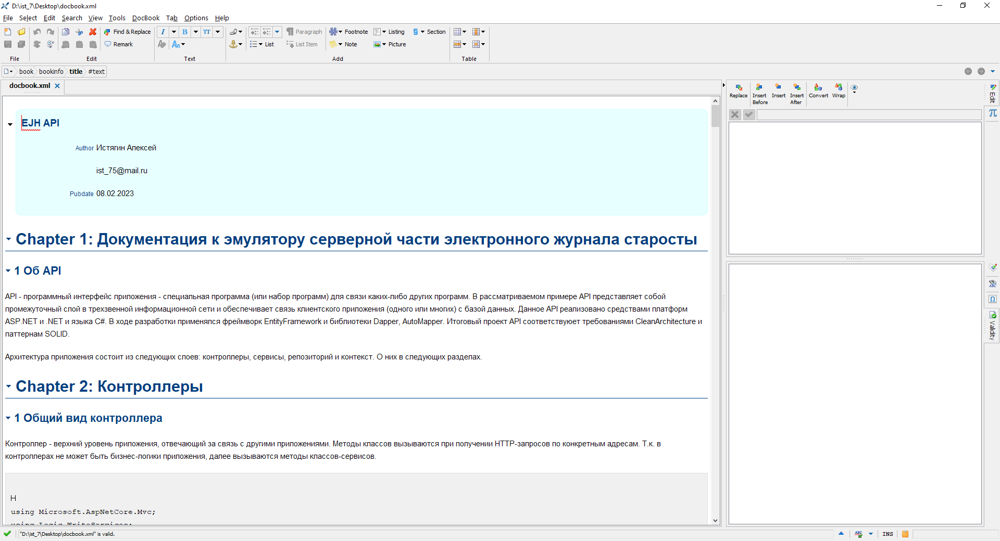 D:\ist_7\Desktop\docbook.xml
File Select Edit Search View Tools DocBook Tab Options Help
Find & Replace I B TT Paragraph Footnote Listing § Section
Remark Aa List List Item Note Picture
File Edit Text Add Table
book bookinfo title #text
docbook.xml
Replace Insert Before Insert Insert After Convert Wrap
Edit
π
EJH API
Author Истягин Алексей
ist_75@mail.ru
Pubdate 08.02.2023
Chapter 1: Документация к эмулятору серверной части электронного журнала старосты
1 Об API
API - программный интерфейс приложения - специальная программа (или набор программ) для связи каких-либо других программ. В рассматриваемом примере API представляет собой
промежуточный слой в трехзвенной информационной сети и обеспечивает связь клиентского приложения (одного или многих) с базой данных. Данное API реализовано средствами платформ
ASP.NET и .NET и языка C#. В ходе разработки применялся фреймворк EntityFramework и библиотеки Dapper, AutoMapper. Итоговый проект API соответствуюет требованиями CleanArchitecture и
паттернам SOLID.
Архитектура приложения состоит из следующих слоев: контроллеры, сервисы, репозиторий и контекст. О них в следующих разделах.
Chapter 2: Контроллеры
1 Общий вид контроллера
Контроллер - верхний уровень приложения, отвечающий за связь с другими приложениями. Методы классов вызываются при получении HTTP-запросов по конкретным адресам. Т.к. в
контроллерах не может быть бизнес-логики приложения, далее вызываются методы классов-сервисов.
H
using Microsoft.AspNetCore.Mvc;
using Logic.WriteServices;
ABC
Ω
Validity
"D:\ist_7\Desktop\docbook.xml" is valid.
ABC INS